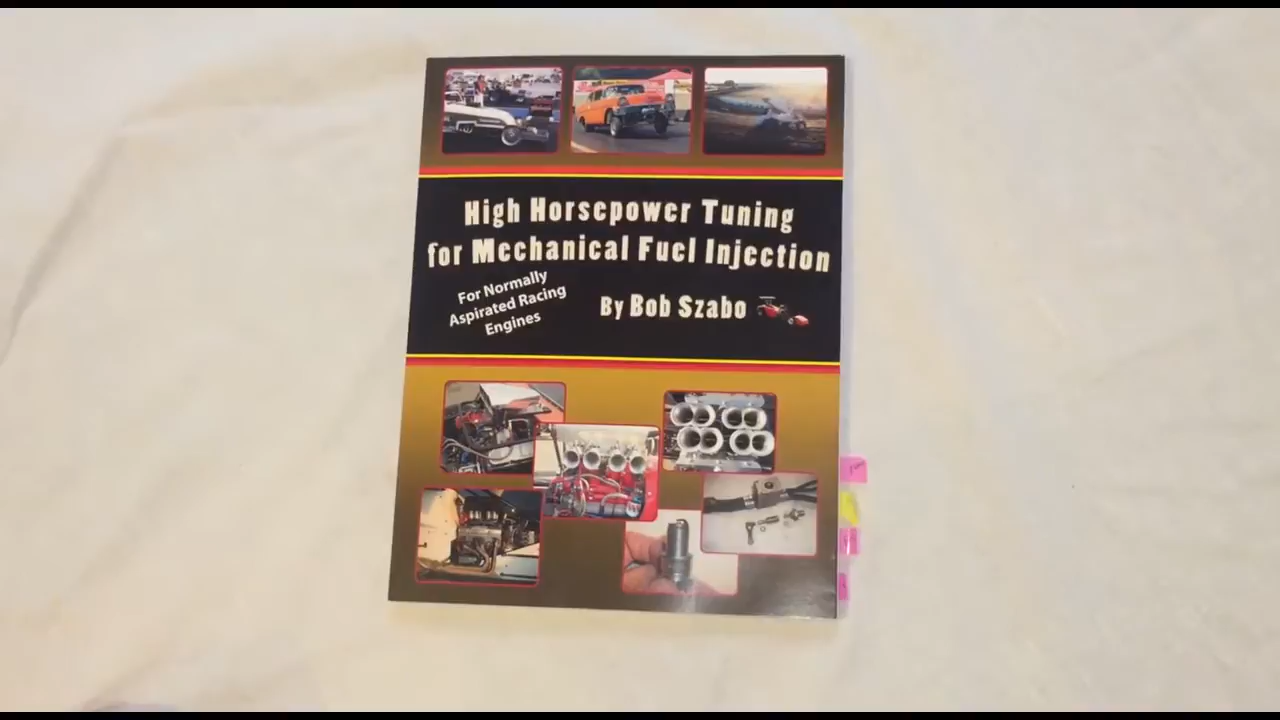 High Horsepower Tuning
for Mechanical Fuel Injection
For Normally
Aspirated Racing
Engines
By Bob Szabo